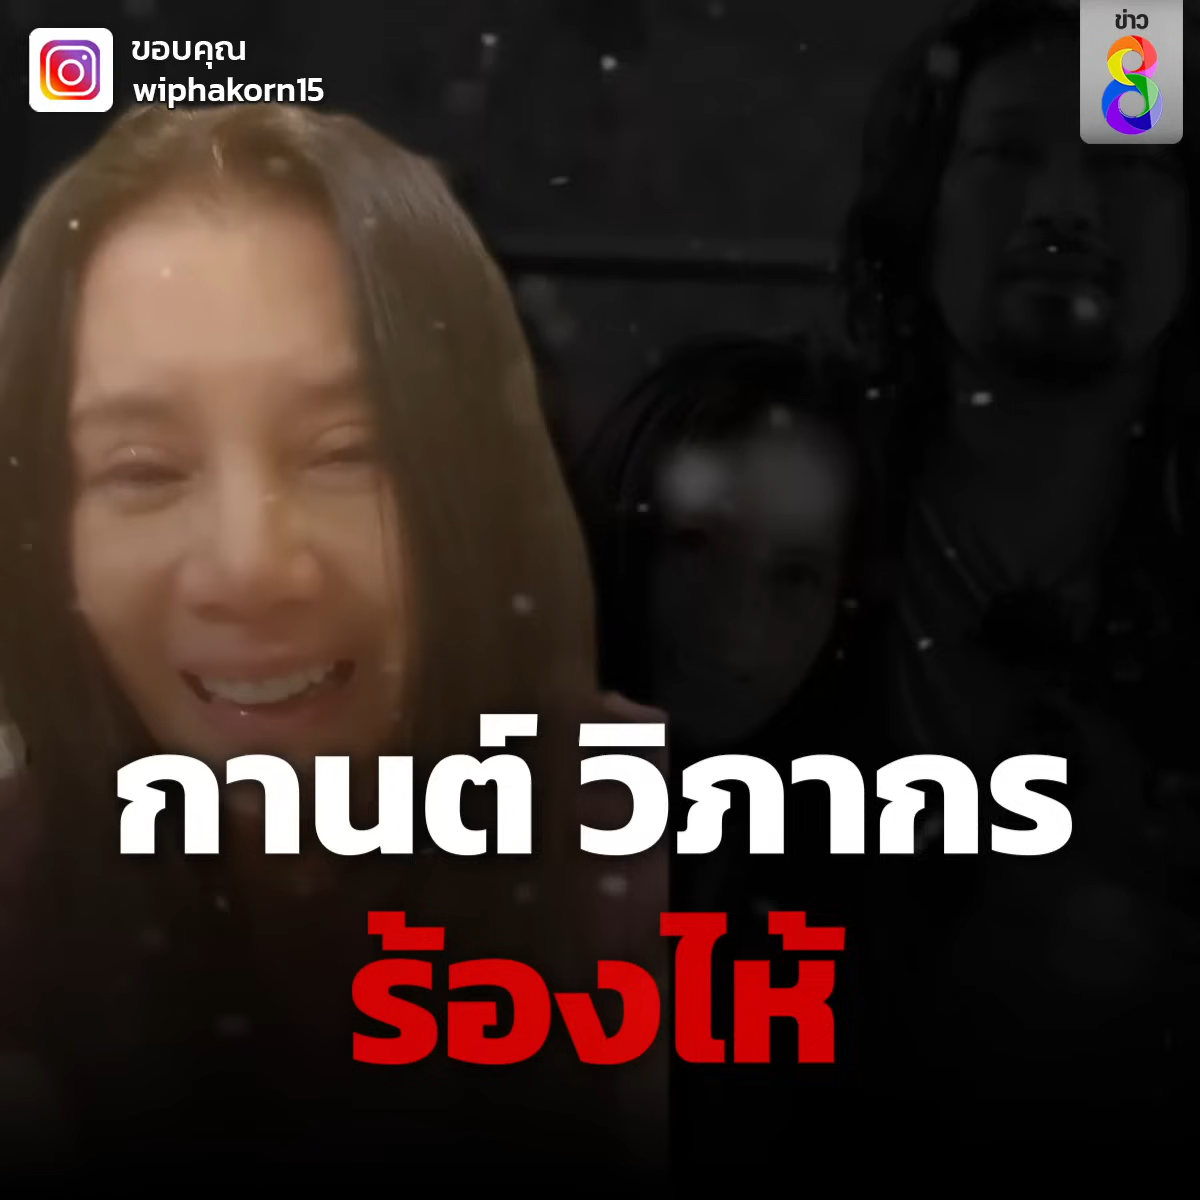 ขอบคุณ
wiphakorn15
ข่าว
8
กานต์ วิภากร
ร้องไห้